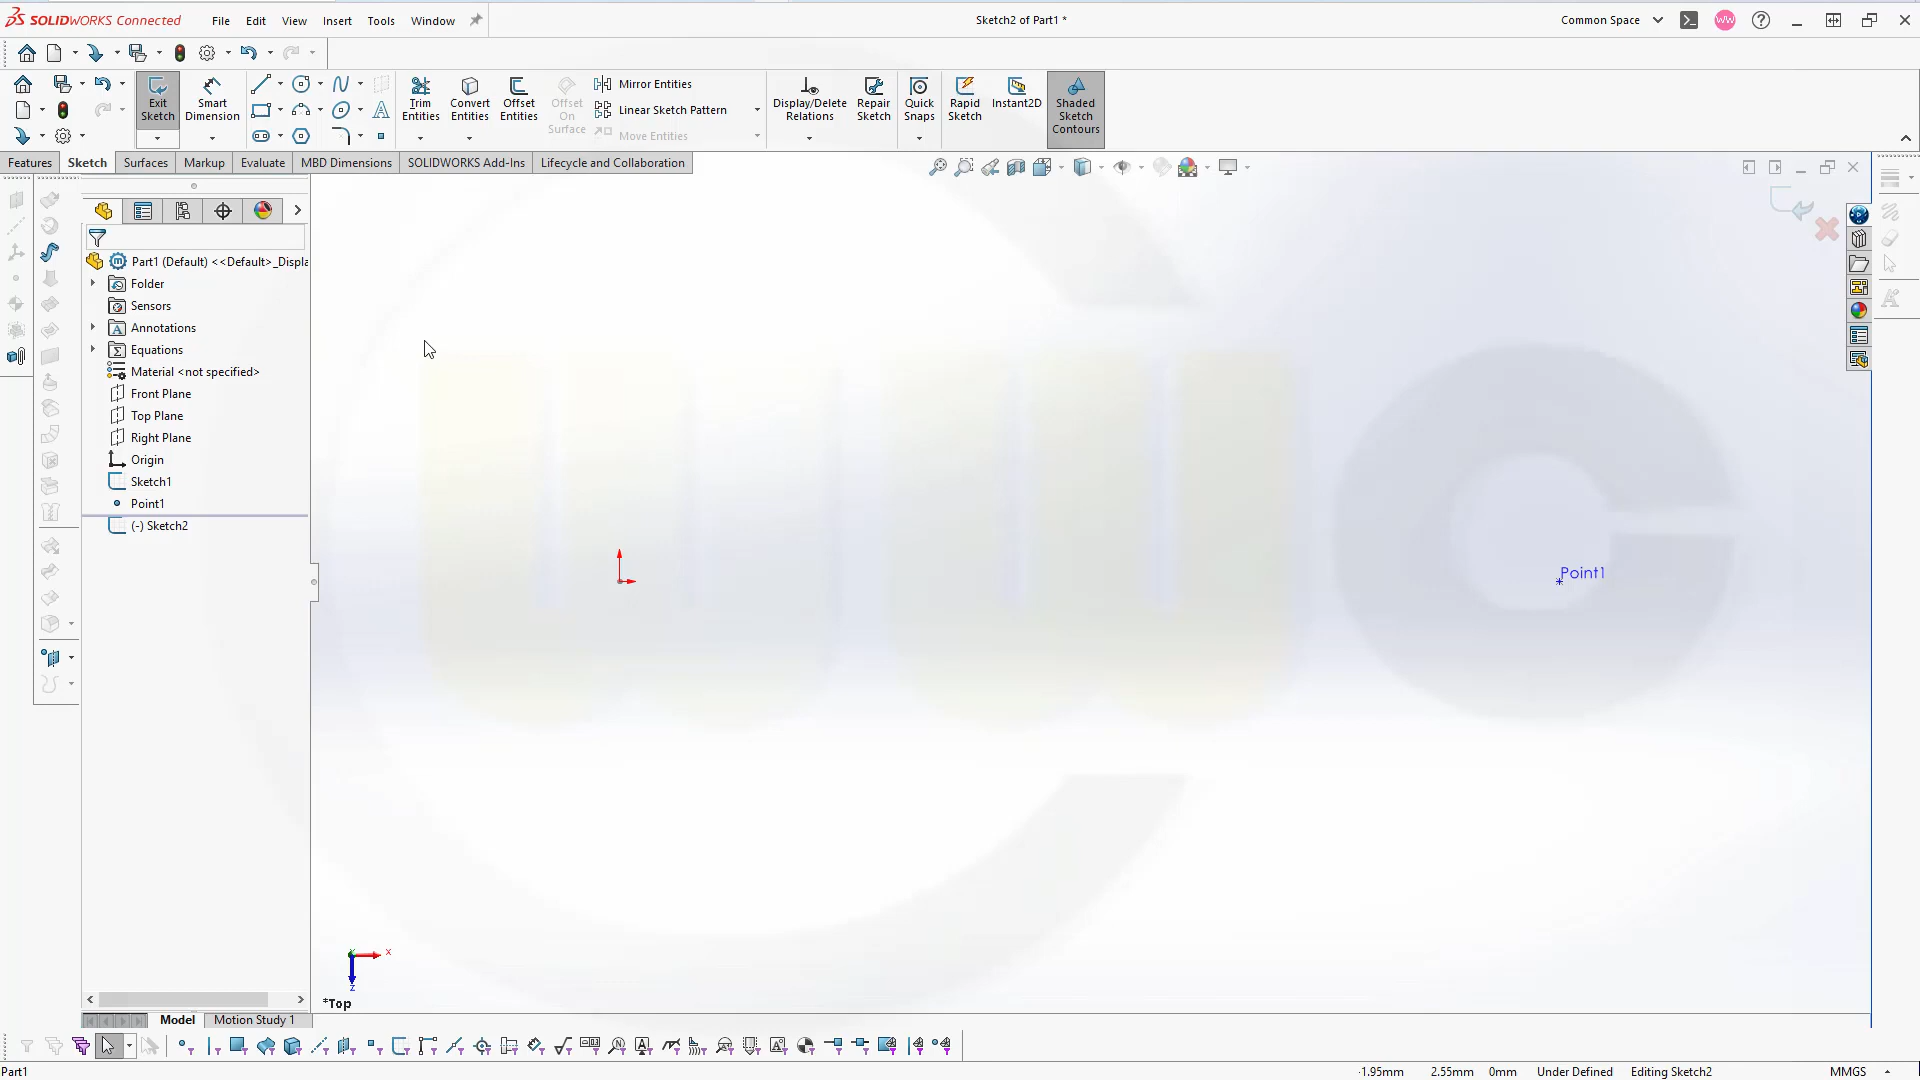 SOLIDWORKS Connected
File Edit View Insert Tools Window
Sketch2 of Part1 *
Common Space
WW
Exit Sketch
Smart Dimension
Trim Entities
Convert Entities
Offset Entities
Offset On Surface
Mirror Entities
Linear Sketch Pattern
Move Entities
Display/Delete Relations
Repair Sketch
Quick Snaps
Rapid Sketch
Instant2D
Shaded Sketch Contours
Features Sketch Surfaces Markup Evaluate MBD Dimensions SOLIDWORKS Add-Ins Lifecycle and Collaboration
Part1 (Default) <<Default>_Displa
Folder
Sensors
Annotations
Equations
Material <not specified>
Front Plane
Top Plane
Right Plane
Origin
Sketch1
Point1
(-) Sketch2
Point1
x
z
*Top
Model Motion Study 1
Part1
-1.95mm 2.55mm 0mm Under Defined Editing Sketch2 MMGS